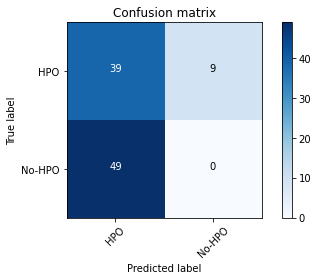 Confusion matrix
True label
HPO
No-HPO
39
9
49
0
HPO
No-HPO
Predicted label
40
30
20
10
0